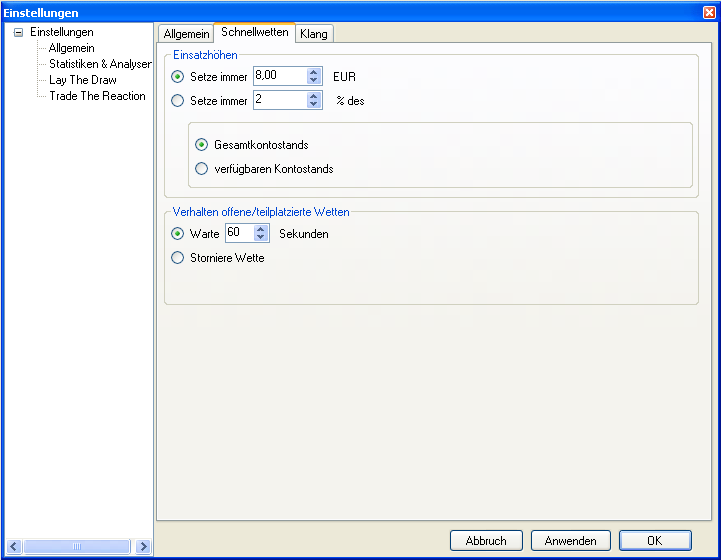 Einstellungen
Einstellungen
Allgemein
Statistiken & Analysen
Lay The Draw
Trade The Reaction
Allgemein Schnellwetten Klang
Einsatzhöhen
Setze immer 8,00 EUR
Setze immer 2 % des
Gesamtkontostands
verfügbaren Kontostands
Verhalten offene/teilplatzierte Wetten
Warte 60 Sekunden
Storniere Wette
Abbruch Anwenden OK